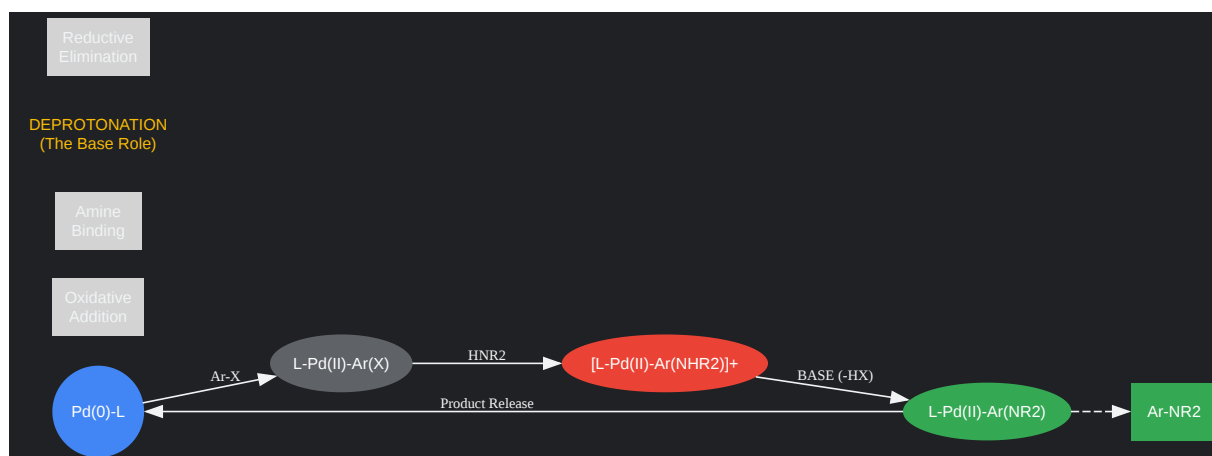 Reductive
Elimination
DEPROTONATION
(The Base Role)
Amine
Binding
Oxidative
Addition
Pd(0)-L
Ar-X
L-Pd(II)-Ar(X)
HNR2
[L-Pd(II)-Ar(NHR2)]+
BASE (-HX)
Product Release
L-Pd(II)-Ar(NR2)
Ar-NR2